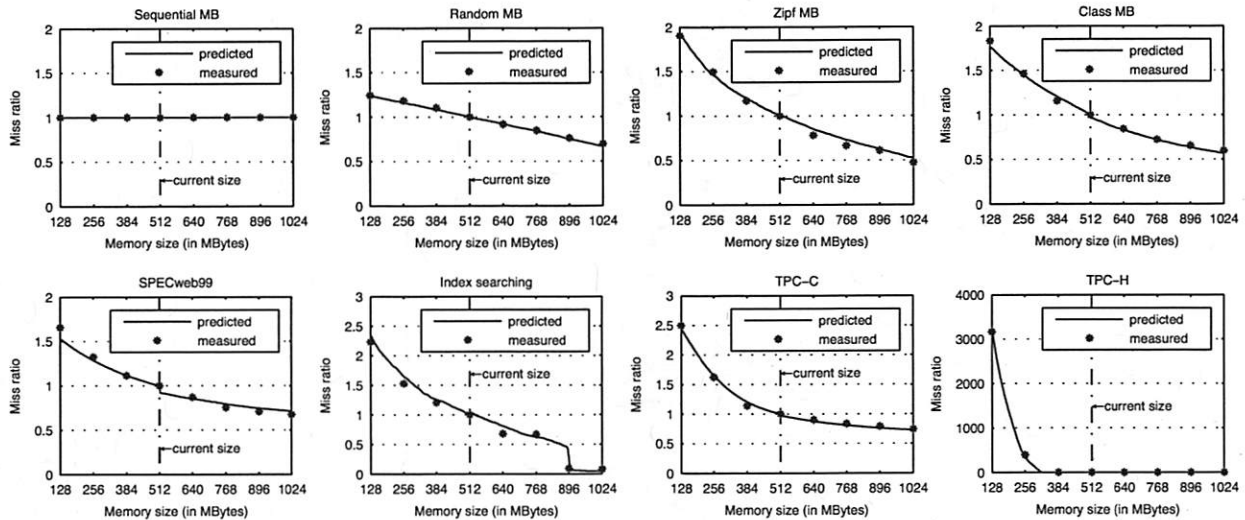 Sequential MB
2
1.5
1
0.5
0
Miss ratio
predicted
measured
current size
128 256 384 512 640 768 896 1024
Memory size (in MBytes)
Random MB
2
1.5
1
0.5
0
Miss ratio
predicted
measured
current size
128 256 384 512 640 768 896 1024
Memory size (in MBytes)
Zipf MB
2
1.5
1
0.5
0
Miss ratio
predicted
measured
current size
128 256 384 512 640 768 896 1024
Memory size (in MBytes)
Class MB
2
1.5
1
0.5
0
Miss ratio
predicted
measured
current size
128 256 384 512 640 768 896 1024
Memory size (in MBytes)
SPECweb99
2
1.5
1
0.5
0
Miss ratio
predicted
measured
current size
128 256 384 512 640 768 896 1024
Memory size (in MBytes)
Index searching
3
2.5
2
1.5
1
0.5
0
Miss ratio
predicted
measured
current size
128 256 384 512 640 768 896 1024
Memory size (in MBytes)
TPC-C
3
2.5
2
1.5
1
0.5
0
Miss ratio
predicted
measured
current size
128 256 384 512 640 768 896 1024
Memory size (in MBytes)
TPC-H
4000
3000
2000
1000
0
Miss ratio
predicted
measured
current size
128 256 384 512 640 768 896 1024
Memory size (in MBytes)